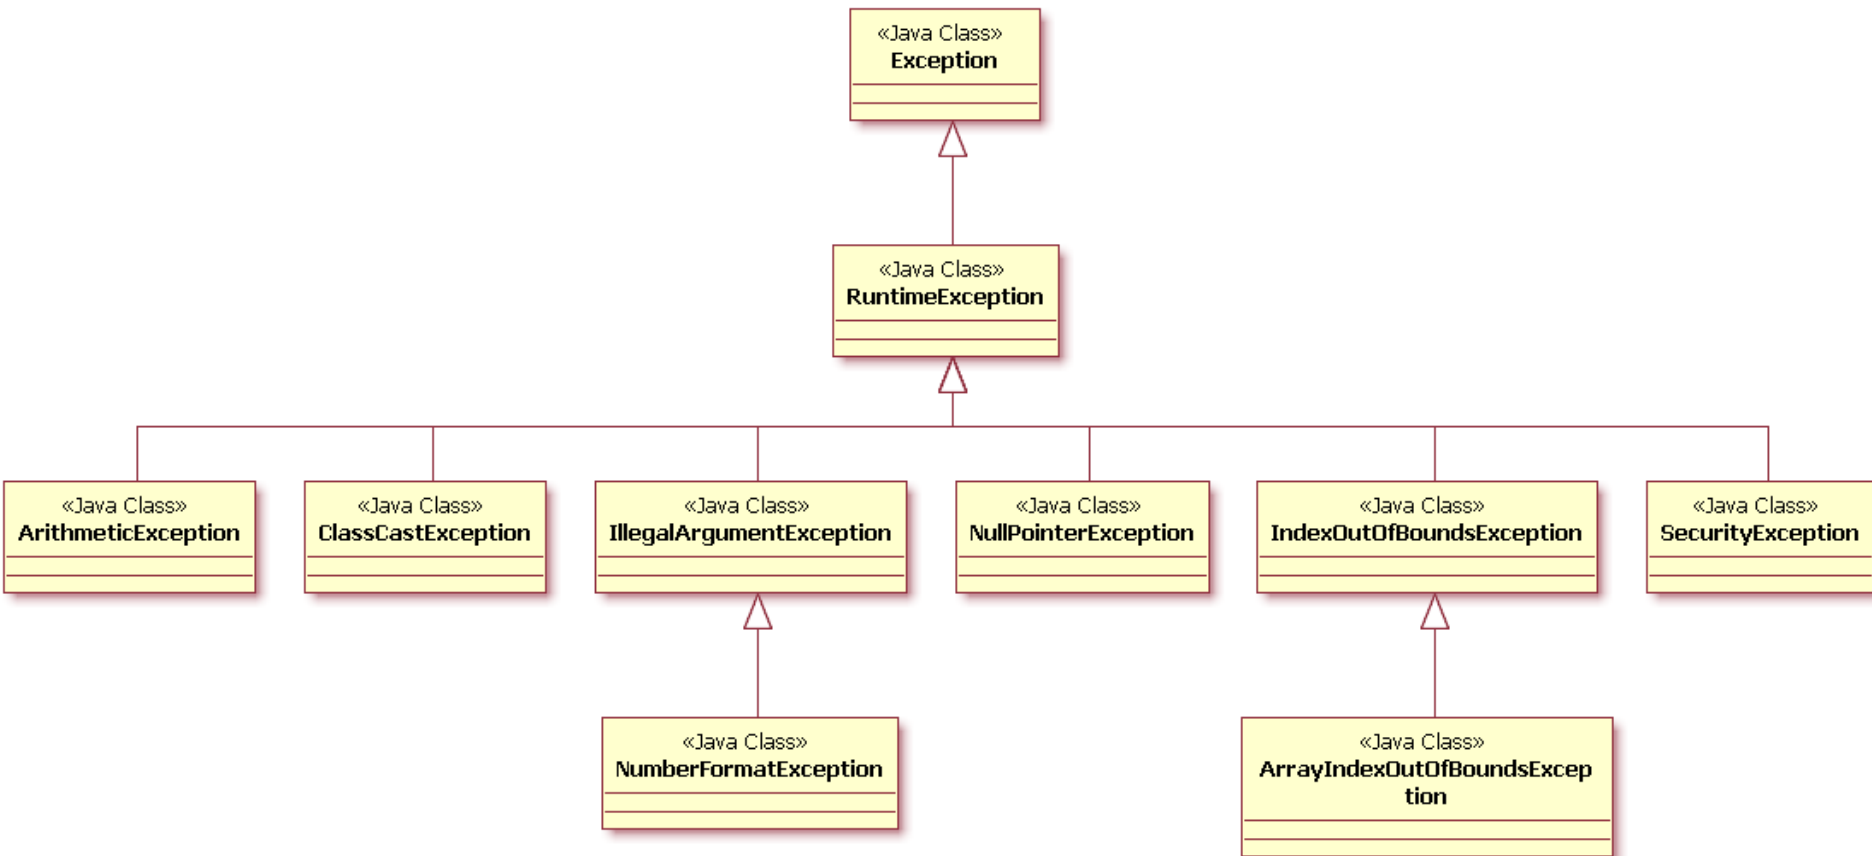 «Java Class»
Exception
«Java Class»
RuntimeException
«Java Class»
ArithmeticException
«Java Class»
ClassCastException
«Java Class»
IllegalArgumentException
«Java Class»
NullPointerException
«Java Class»
IndexOutOfBoundsException
«Java Class»
SecurityException
«Java Class»
NumberFormatException
«Java Class»
ArrayIndexOutOfBoundsExcep
tion